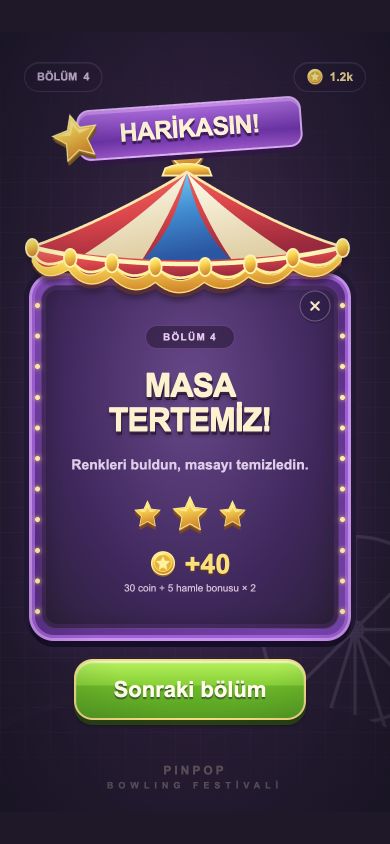 BÖLÜM 4
1.2k
HARİKASIN!
BÖLÜM 4
MASA
TERTEMİZ!
Renkleri buldun, masayı temizledin.
+40
30 coin + 5 hamle bonusu × 2
Sonraki bölüm
PINPOP
BOWLING FESTİVALİ